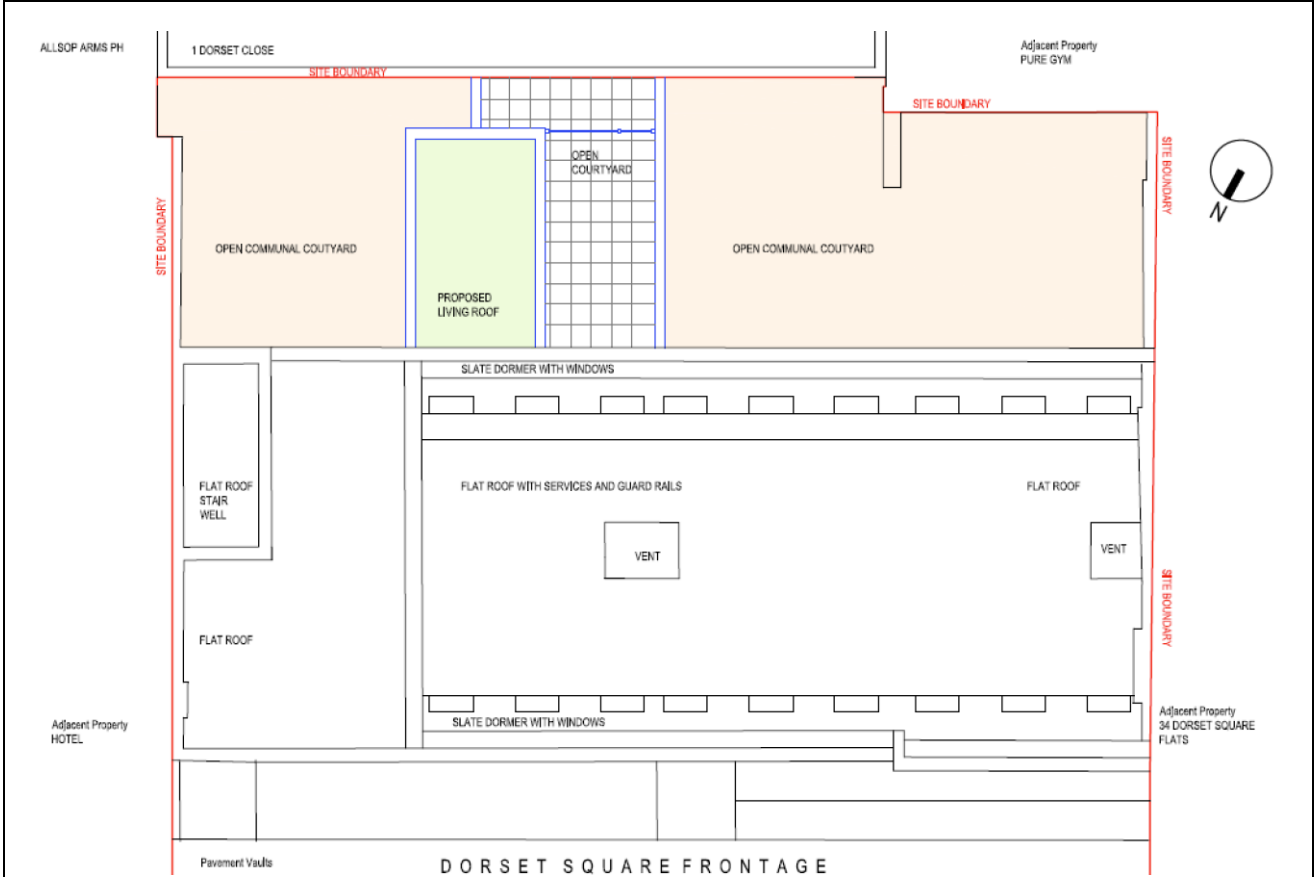 ALLSOP ARMS PH
1 DORSET CLOSE
Adjacent Property
PURE GYM
SITE BOUNDARY
SITE BOUNDARY
SITE BOUNDARY
SITE BOUNDARY
OPEN
COURTYARD
N
OPEN COMMUNAL COUTYARD
OPEN COMMUNAL COUTYARD
PROPOSED
LIVING ROOF
SLATE DORMER WITH WINDOWS
FLAT ROOF
STAIR
WELL
FLAT ROOF WITH SERVICES AND GUARD RAILS
FLAT ROOF
VENT
VENT
SITE BOUNDARY
FLAT ROOF
SLATE DORMER WITH WINDOWS
Adjacent Property
HOTEL
Adjacent Property
34 DORSET SQUARE
FLATS
Pavement Vaults
DORSET SQUARE FRONTAGE